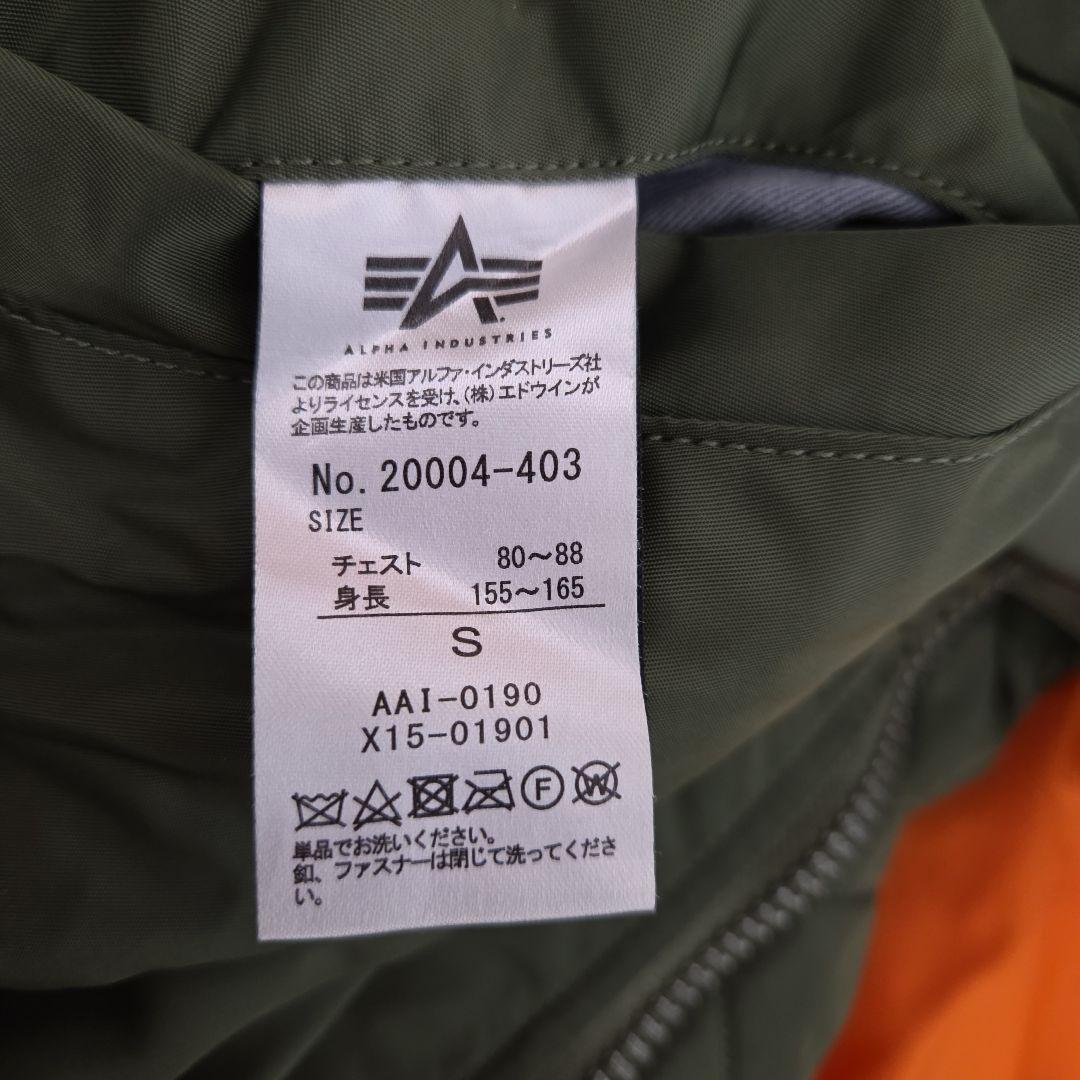 ALPHA INDUSTRIES
この商品は米国アルファ・インダストリーズ社
よりライセンスを受け、(株)エドウインが
企画生産したものです。
No. 20004-403
SIZE
チェスト 80～88
身長 155～165
S
AAI-0190
X15-01901
F W
単品でお洗いください。
釦、ファスナーは閉じて洗ってくださ
い。